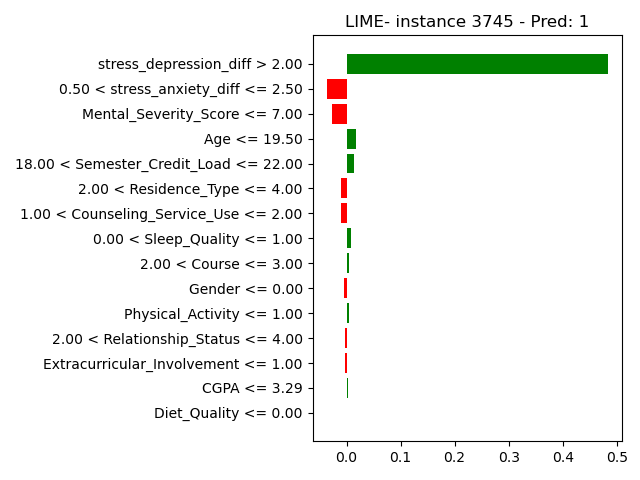 LIME- instance 3745 - Pred: 1
stress_depression_diff > 2.00
0.50 < stress_anxiety_diff <= 2.50
Mental_Severity_Score <= 7.00
Age <= 19.50
18.00 < Semester_Credit_Load <= 22.00
2.00 < Residence_Type <= 4.00
1.00 < Counseling_Service_Use <= 2.00
0.00 < Sleep_Quality <= 1.00
2.00 < Course <= 3.00
Gender <= 0.00
Physical_Activity <= 1.00
2.00 < Relationship_Status <= 4.00
Extracurricular_Involvement <= 1.00
CGPA <= 3.29
Diet_Quality <= 0.00
0.0 0.1 0.2 0.3 0.4 0.5